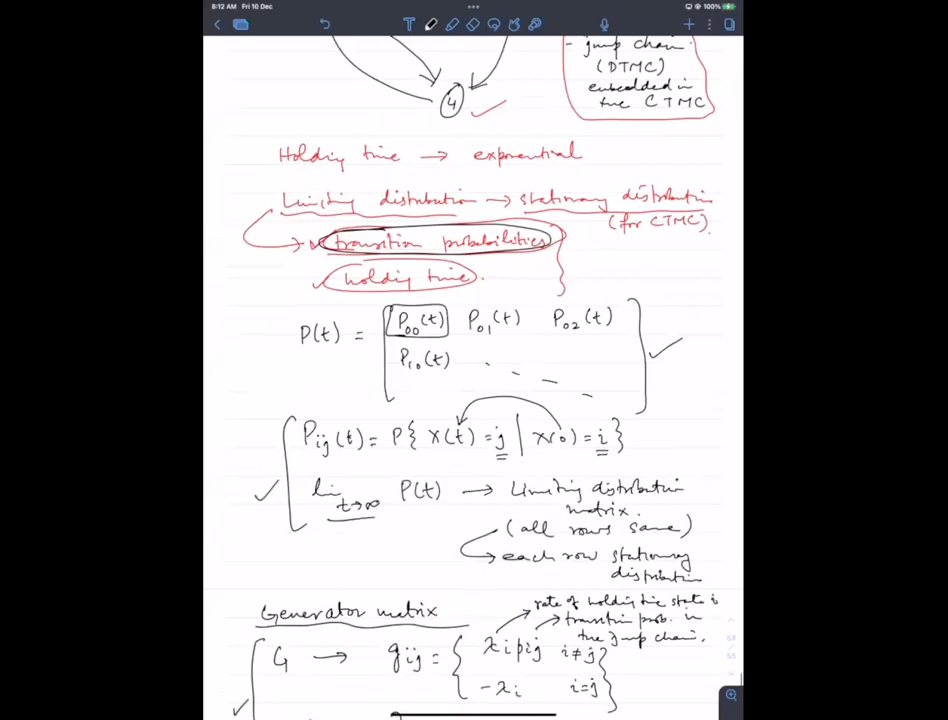 8:12 AM Fri 10 Dec
100%
- jump chain
(DTMC)
embedded in
the CTMC
4
Holding time → exponential
Limiting distribution → stationary distribution
(for CTMC).
transition probabilities
holding time.
P(t) = [ P₀₀(t) P₀₁(t) P₀₂(t)
P₁₀(t)
Pij(t) = P{ X(t) = j | X(0) = i }
lim t→∞ P(t) → Limiting distribution
matrix.
(all rows same)
→ each row stationary
distribution
Generator matrix
rate of holding time state i
transition prob. in
the jump chain.
G → gij = { λi pij i≠j
-λi i=j }